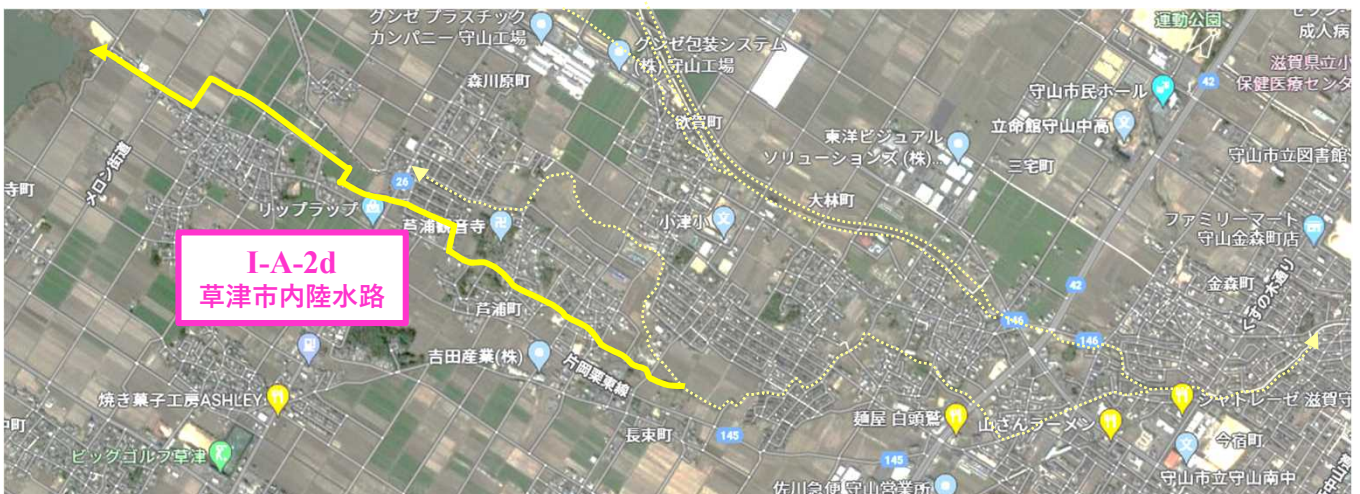 グンゼ プラスチック
カンパニー 守山工場
森川原町
グンゼ包装システム
(株) 守山工場
欲賀町
運動公園
成人病
滋賀県立小
保健医療センタ
42
守山市民ホール
立命館守山中高
東洋ビジュアル
ソリューションズ (株)...
三宅町
守山市立図書館
メロン街道
寺町
26
リップラップ
芦浦観音寺
小津小
大林町
ファミリーマート
守山金森町店
金森町
くすの木通り
I-A-2d
草津市内陸水路
芦浦町
42
146
146
吉田産業(株)
片岡栗東線
焼き菓子工房ASHLEY
中町
ビッグゴルフ草津
長束町
145
145
麺屋 白頭鷲
山さんラーメン
シャトレーゼ 滋賀守
今宿町
守山市立守山南中
中山道
佐川急便 守山営業所